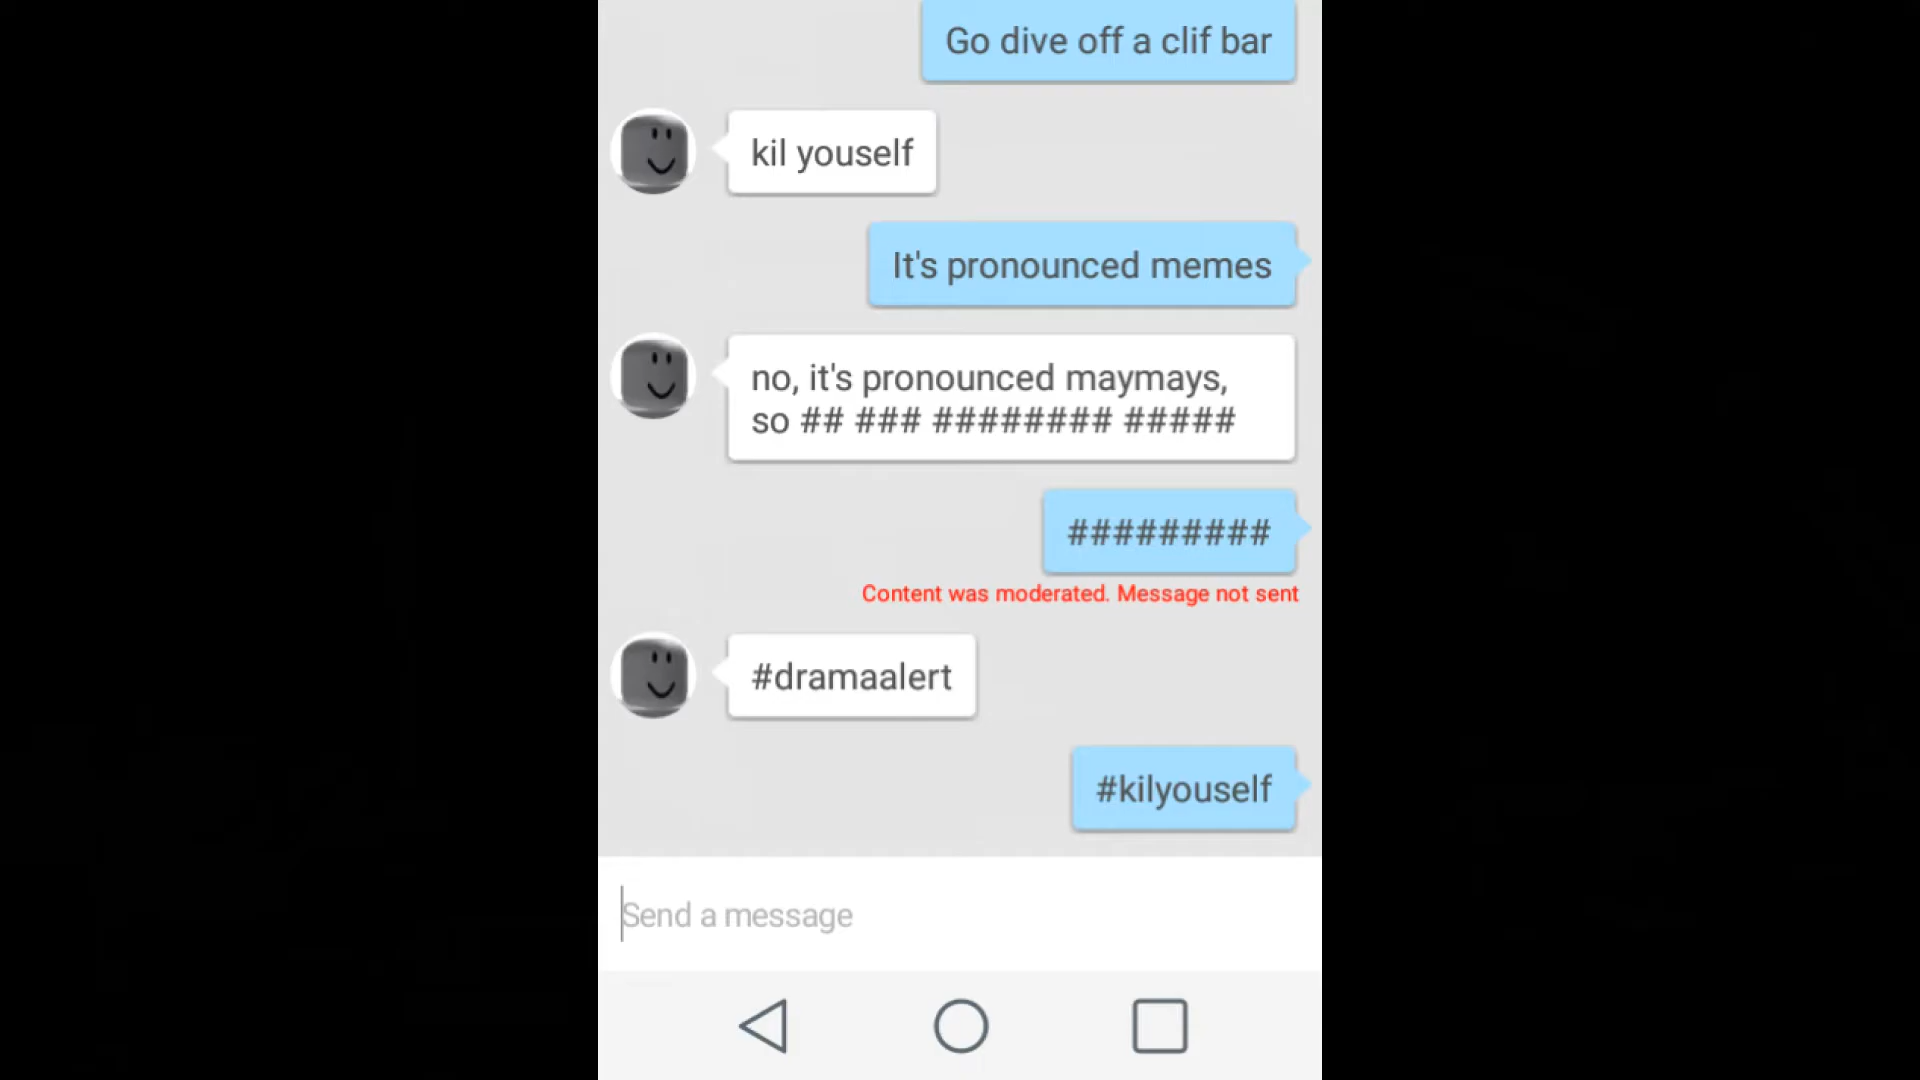 Go dive off a clif bar
kil youself
It's pronounced memes
no, it's pronounced maymays,
so ## ### ######## #####
#########
Content was moderated. Message not sent
#dramaalert
#kilyouself
Send a message